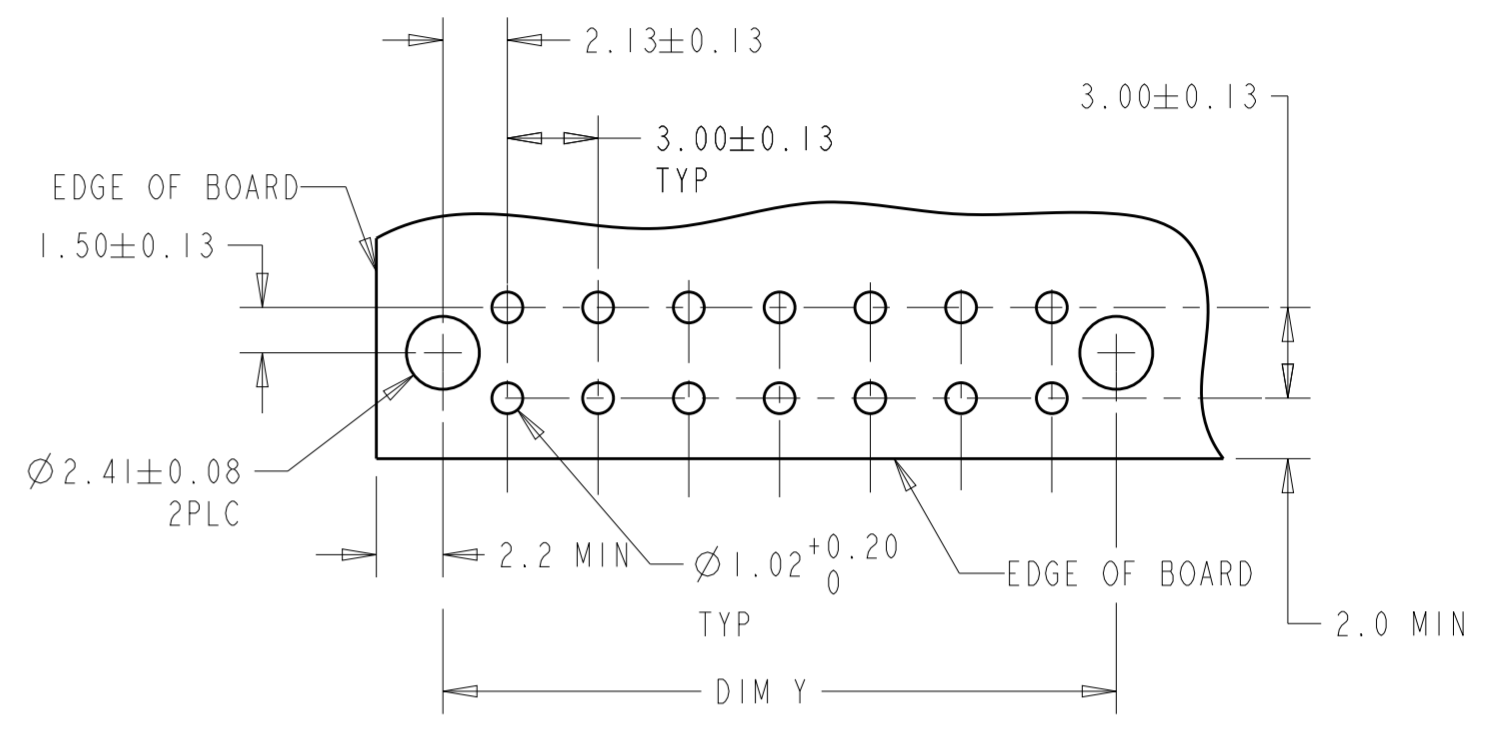 2.13±0.13
3.00±0.13
3.00±0.13
TYP
EDGE OF BOARD
1.50±0.13
Ø2.41±0.08
2PLC
2.2 MIN
Ø1.02 +0.20
0
TYP
EDGE OF BOARD
2.0 MIN
DIM Y